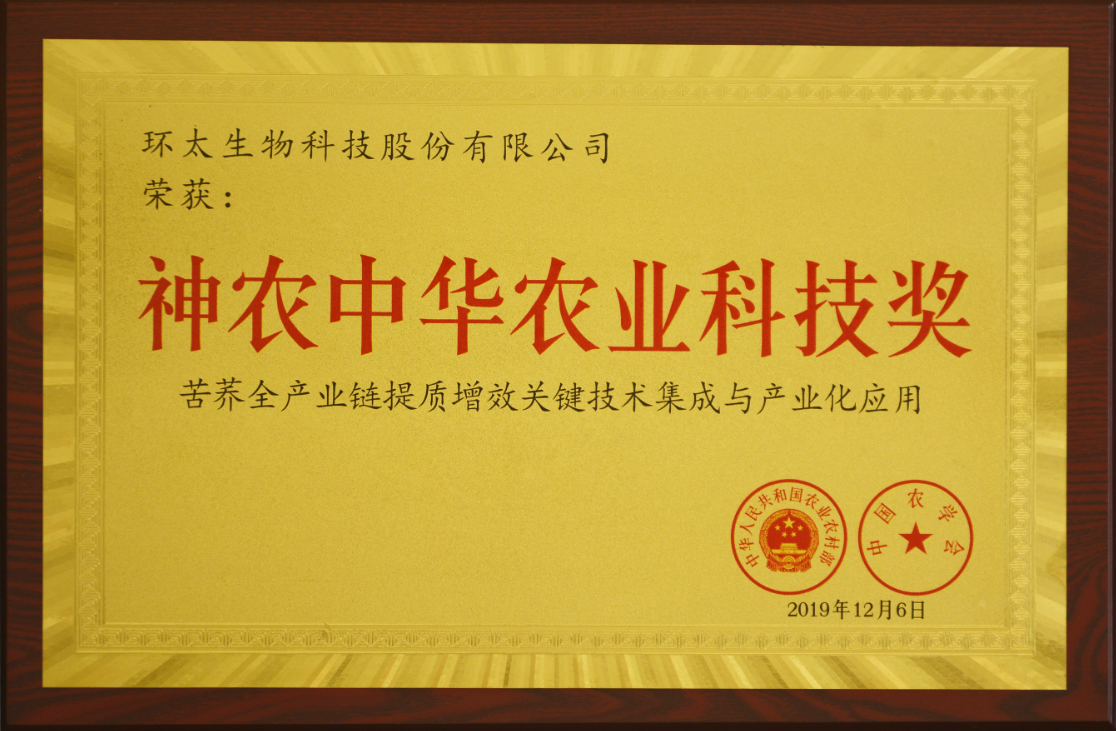 环太生物科技股份有限公司
荣获：
神农中华农业科技奖
苦荞全产业链提质增效关键技术集成与产业化应用
中华人民共和国农业农村部
中国农学会
2019年12月6日